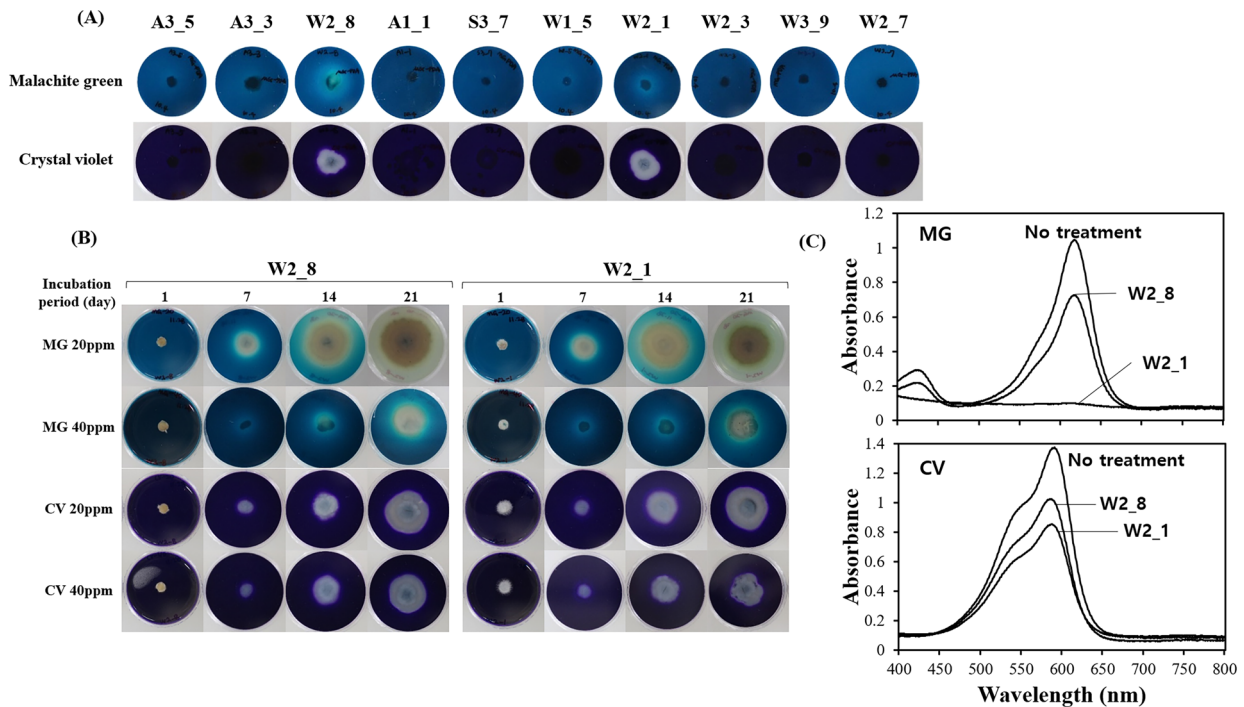 (A)
A3_5 A3_3 W2_8 A1_1 S3_7 W1_5 W2_1 W2_3 W3_9 W2_7
Malachite green
Crystal violet
(B)
W2_8 W2_1
Incubation
period (day)
1 7 14 21 1 7 14 21
MG 20ppm
MG 40ppm
CV 20ppm
CV 40ppm
(C)
Absorbance
1.2
1
0.8
0.6
0.4
0.2
0
MG
No treatment
W2_8
W2_1
Absorbance
1.4
1.2
1
0.8
0.6
0.4
0.2
0
CV
No treatment
W2_8
W2_1
400 450 500 550 600 650 700 750 800
Wavelength (nm)